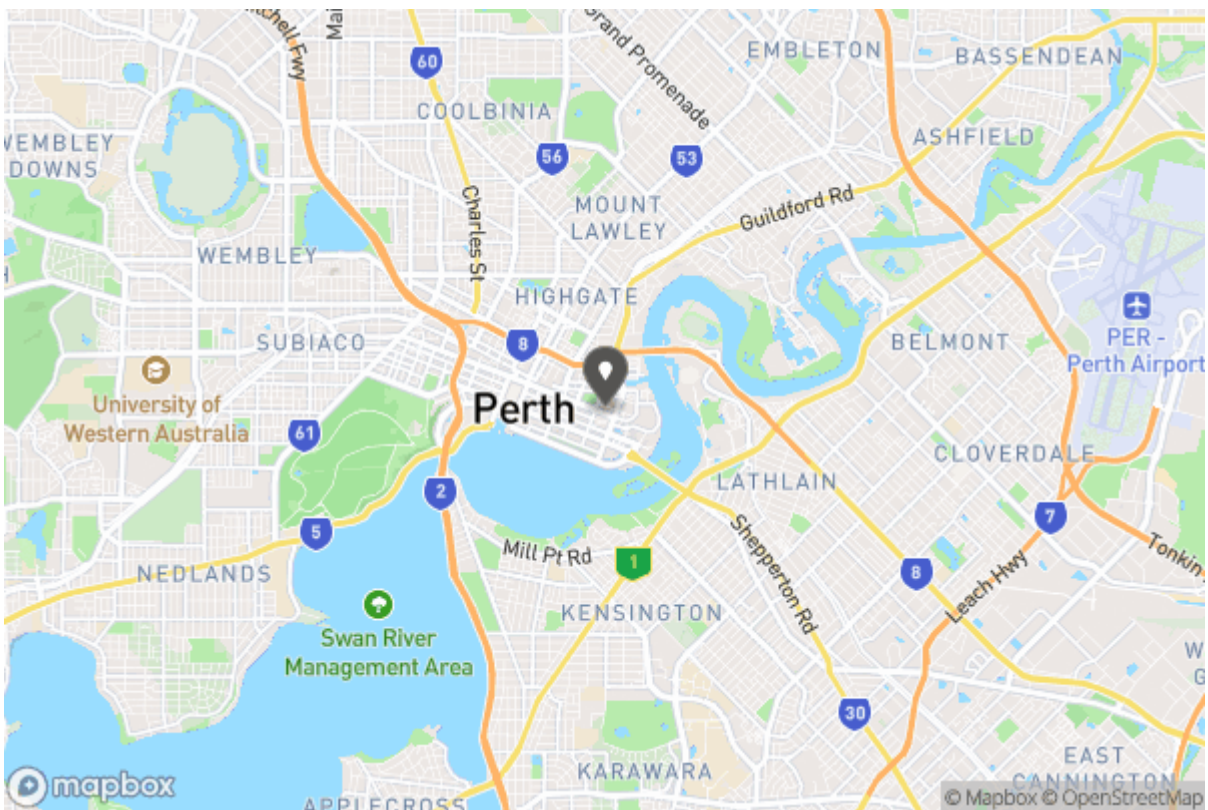 Mitchell Fwy
60
Grand Promenade
EMBLETON
BASSENDEAN
COOLBINIA
WEMBLEY
DOWNS
56
53
ASHFIELD
Charles St
MOUNT
LAWLEY
Guildford Rd
WEMBLEY
HIGHGATE
SUBIACO
8
BELMONT
PER -
Perth Airport
University of
Western Australia
Perth
61
CLOVERDALE
2
LATHLAIN
7
5
Mill Pt Rd
1
Shepperton Rd
Leach Hwy
Tonkin
NEDLANDS
8
KENSINGTON
Swan River
Management Area
30
KARAWARA
EAST
CANNINGTON
APPLECROSS
mapbox
© Mapbox © OpenStreetMap